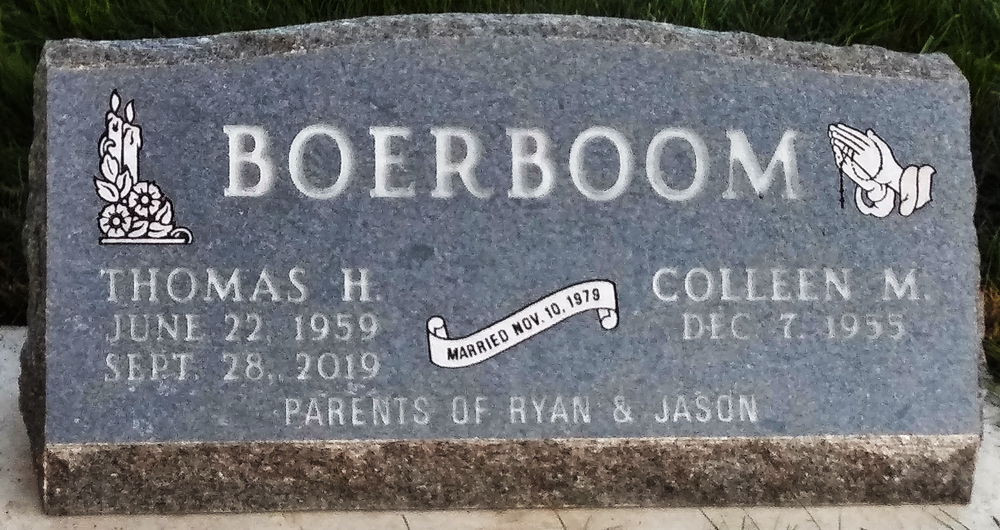 BOERBOOM
THOMAS H.
JUNE 22, 1959
SEPT. 28, 2019
MARRIED NOV. 10, 1979
COLLEEN M.
DEC. 7, 1955
PARENTS OF RYAN & JASON